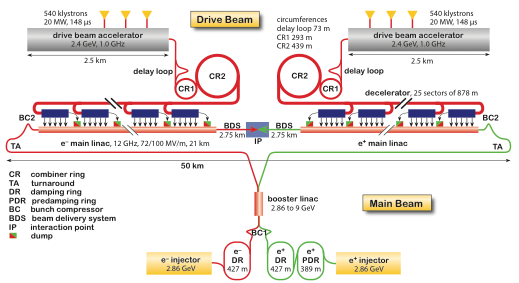 540 klystrons
20 MW, 148 µs
Drive Beam
circumferences
delay loop 73 m
CR1 293 m
CR2 439 m
540 klystrons
20 MW, 148 µs
drive beam accelerator
2.4 GeV, 1.0 GHz
drive beam accelerator
2.4 GeV, 1.0 GHz
2.5 km
2.5 km
delay loop
CR2
CR2
delay loop
CR1
CR1
decelerator, 25 sectors of 878 m
BC2
BDS
2.75 km
IP
BDS
2.75 km
BC2
TA
e⁻ main linac, 12 GHz, 72/100 MV/m, 21 km
e⁺ main linac
TA
50 km
CR combiner ring
TA turnaround
DR damping ring
PDR predamping ring
BC bunch compressor
BDS beam delivery system
IP interaction point
dump
booster linac
2.86 to 9 GeV
Main Beam
BC1
e⁻ injector
2.86 GeV
e⁻
DR
427 m
e⁺
DR
427 m
e⁺
PDR
389 m
e⁺ injector
2.86 GeV